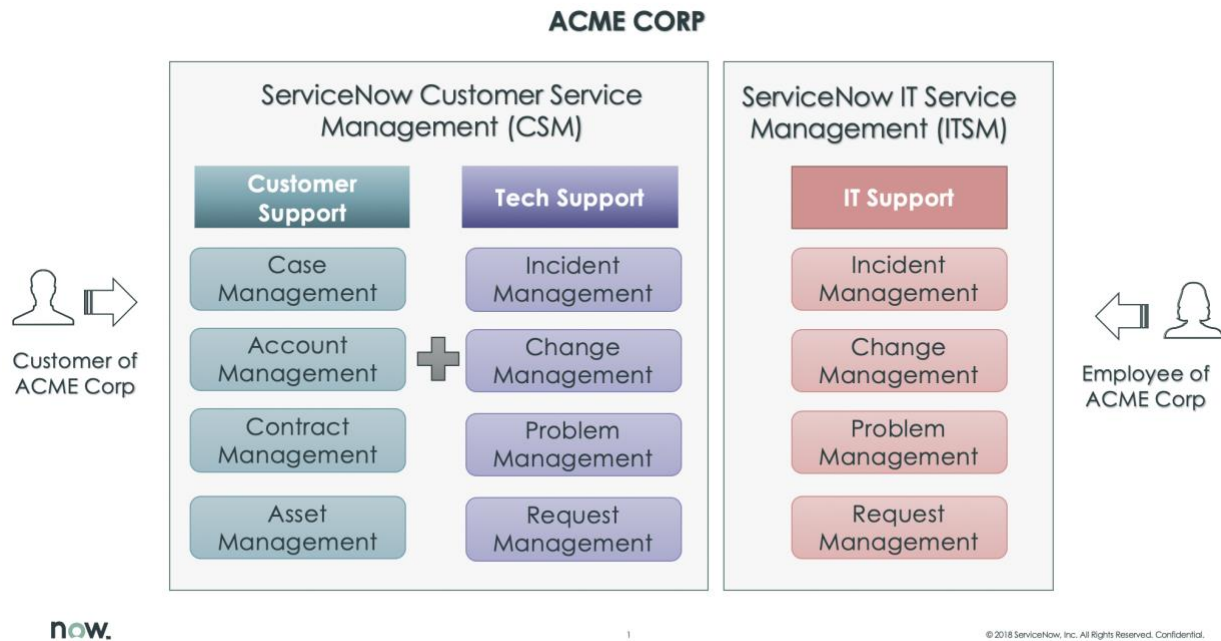 ACME CORP
ServiceNow Customer Service
Management (CSM)
Customer
Support
Case
Management
Account
Management
Contract
Management
Asset
Management
Tech Support
Incident
Management
Change
Management
Problem
Management
Request
Management
ServiceNow IT Service
Management (ITSM)
IT Support
Incident
Management
Change
Management
Problem
Management
Request
Management
Customer of
ACME Corp
Employee of
ACME Corp
now.
1
© 2018 ServiceNow, Inc. All Rights Reserved. Confidential.